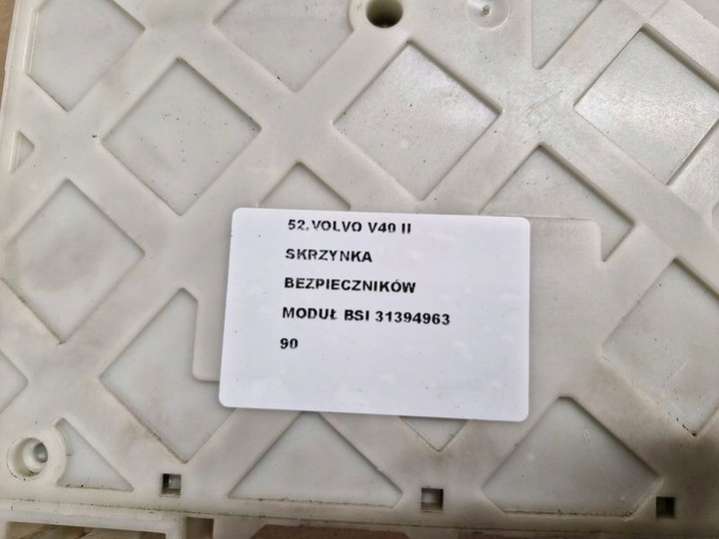 52.VOLVO V40 II
SKRZYNKA
BEZPIECZNIKÓW
MODUŁ BSI 31394963
90